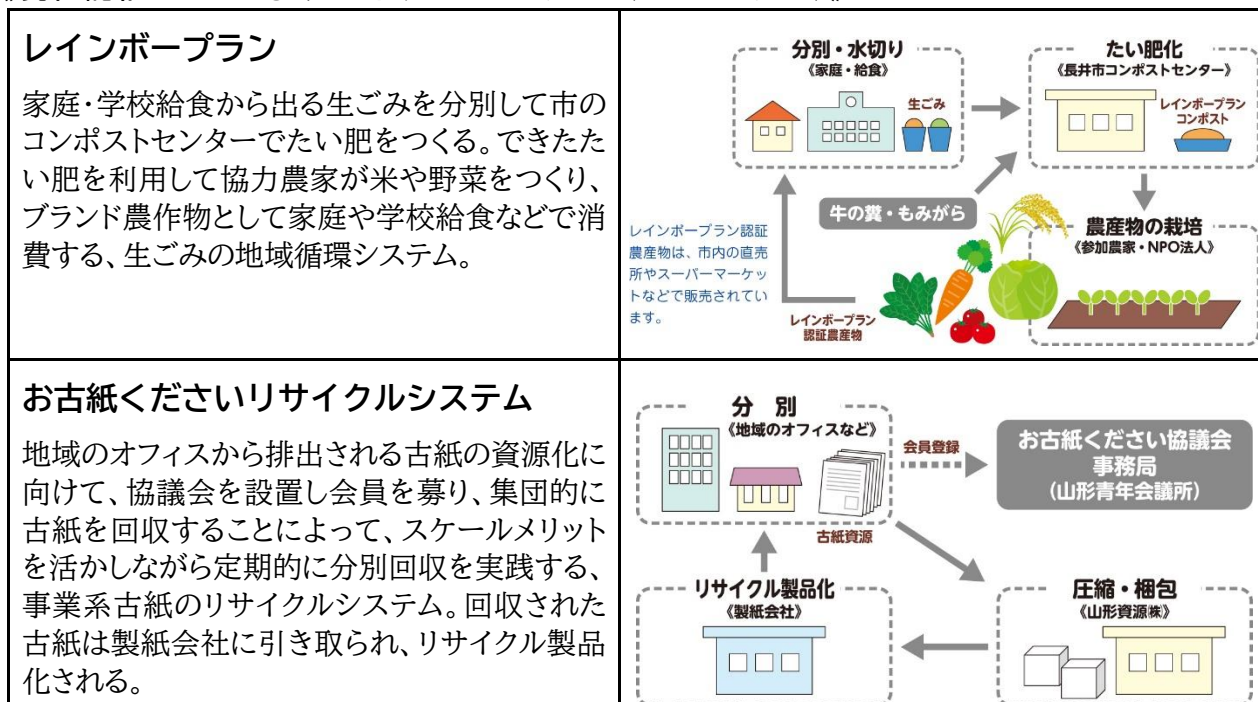 レインボープラン
家庭・学校給食から出る生ごみを分別して市の
コンポストセンターでたい肥をつくる。できたた
い肥を利用して協力農家が米や野菜をつくり、
ブランド農作物として家庭や学校給食などで消
費する、生ごみの地域循環システム。
分別・水切り
《家庭・給食》
生ごみ
たい肥化
《長井市コンポストセンター》
レインボープラン
コンポスト
牛の糞・もみがら
農産物の栽培
《参加農家・NPO法人》
レインボープラン認証
農産物は、市内の直売
所やスーパーマーケッ
トなどで販売されてい
ます。
レインボープラン
認証農産物
お古紙くださいリサイクルシステム
地域のオフィスから排出される古紙の資源化に
向けて、協議会を設置し会員を募り、集団的に
古紙を回収することによって、スケールメリット
を活かしながら定期的に分別回収を実践する、
事業系古紙のリサイクルシステム。回収された
古紙は製紙会社に引き取られ、リサイクル製品
化される。
分 別
《地域のオフィスなど》
会員登録
お古紙ください協議会
事務局
(山形青年会議所)
古紙資源
リサイクル製品化
《製紙会社》
圧縮・梱包
《山形資源㈱》